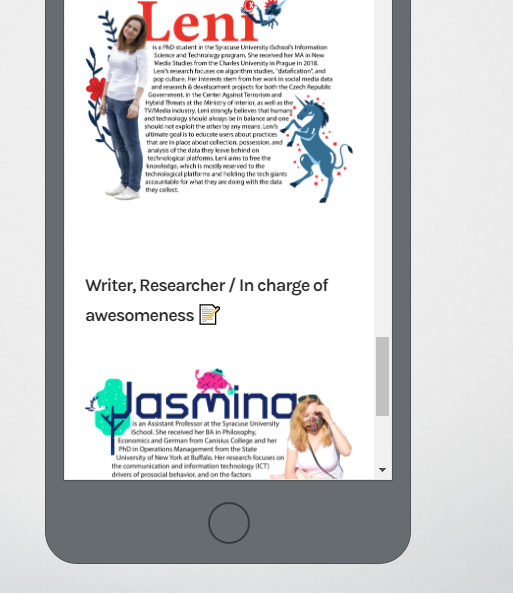 Leni
is a PhD student in the Syracuse University iSchool's Information
Science and Technology program. She received her MA in New
Media Studies from the Charles University in Prague in 2018.
Leni's research focuses on algorithm studies, "datafication", and
pop culture. Her interests stem from her work in social media data
and research & development projects for both the Czech Republic
Government, in the Center Against Terrorism and
Hybrid Threats at the Ministry of interior, as well as the
TV/Media industry. Leni strongly believes that humans
and technology should always be in balance and one
should not exploit the other by any means. Leni's
ultimate goal is to educate users about practices
that are in place about collection, possession, and
analysis of the data they leave behind on
technological platforms. Leni aims to free the
knowledge, which is mostly reserved to the
technological platforms and holding the tech giants
accountable for what they are doing with the data
they collect.
Writer, Researcher / In charge of
awesomeness 📝
Jasmina
is an Assistant Professor at the Syracuse University
iSchool. She received her BA in Philosophy,
Economics and German from Canisius College and her
PhD in Operations Management from the State
University of New York at Buffalo. Her research focuses on
the communication and information technology (ICT)
drivers of prosocial behavior, and on the factors